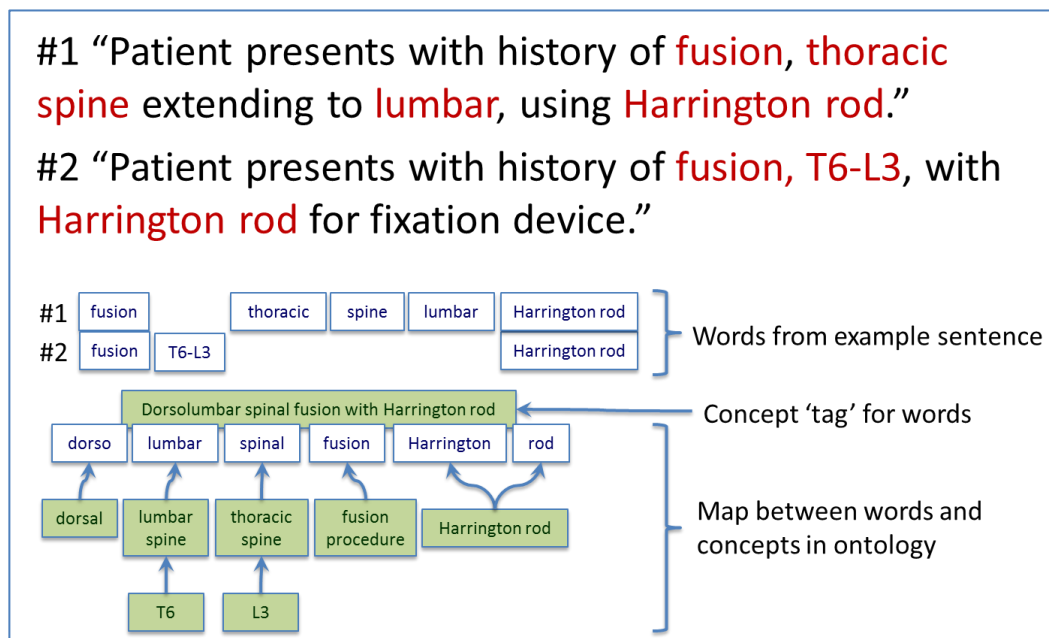 #1 “Patient presents with history of fusion, thoracic
spine extending to lumbar, using Harrington rod.”
#2 “Patient presents with history of fusion, T6-L3, with
Harrington rod for fixation device.”
#1 fusion thoracic spine lumbar Harrington rod
#2 fusion T6-L3 Harrington rod
Words from example sentence
Dorsolumbar spinal fusion with Harrington rod
Concept ‘tag’ for words
dorso lumbar spinal fusion Harrington rod
dorsal
lumbar
spine
thoracic
spine
fusion
procedure
Harrington rod
T6
L3
Map between words and
concepts in ontology